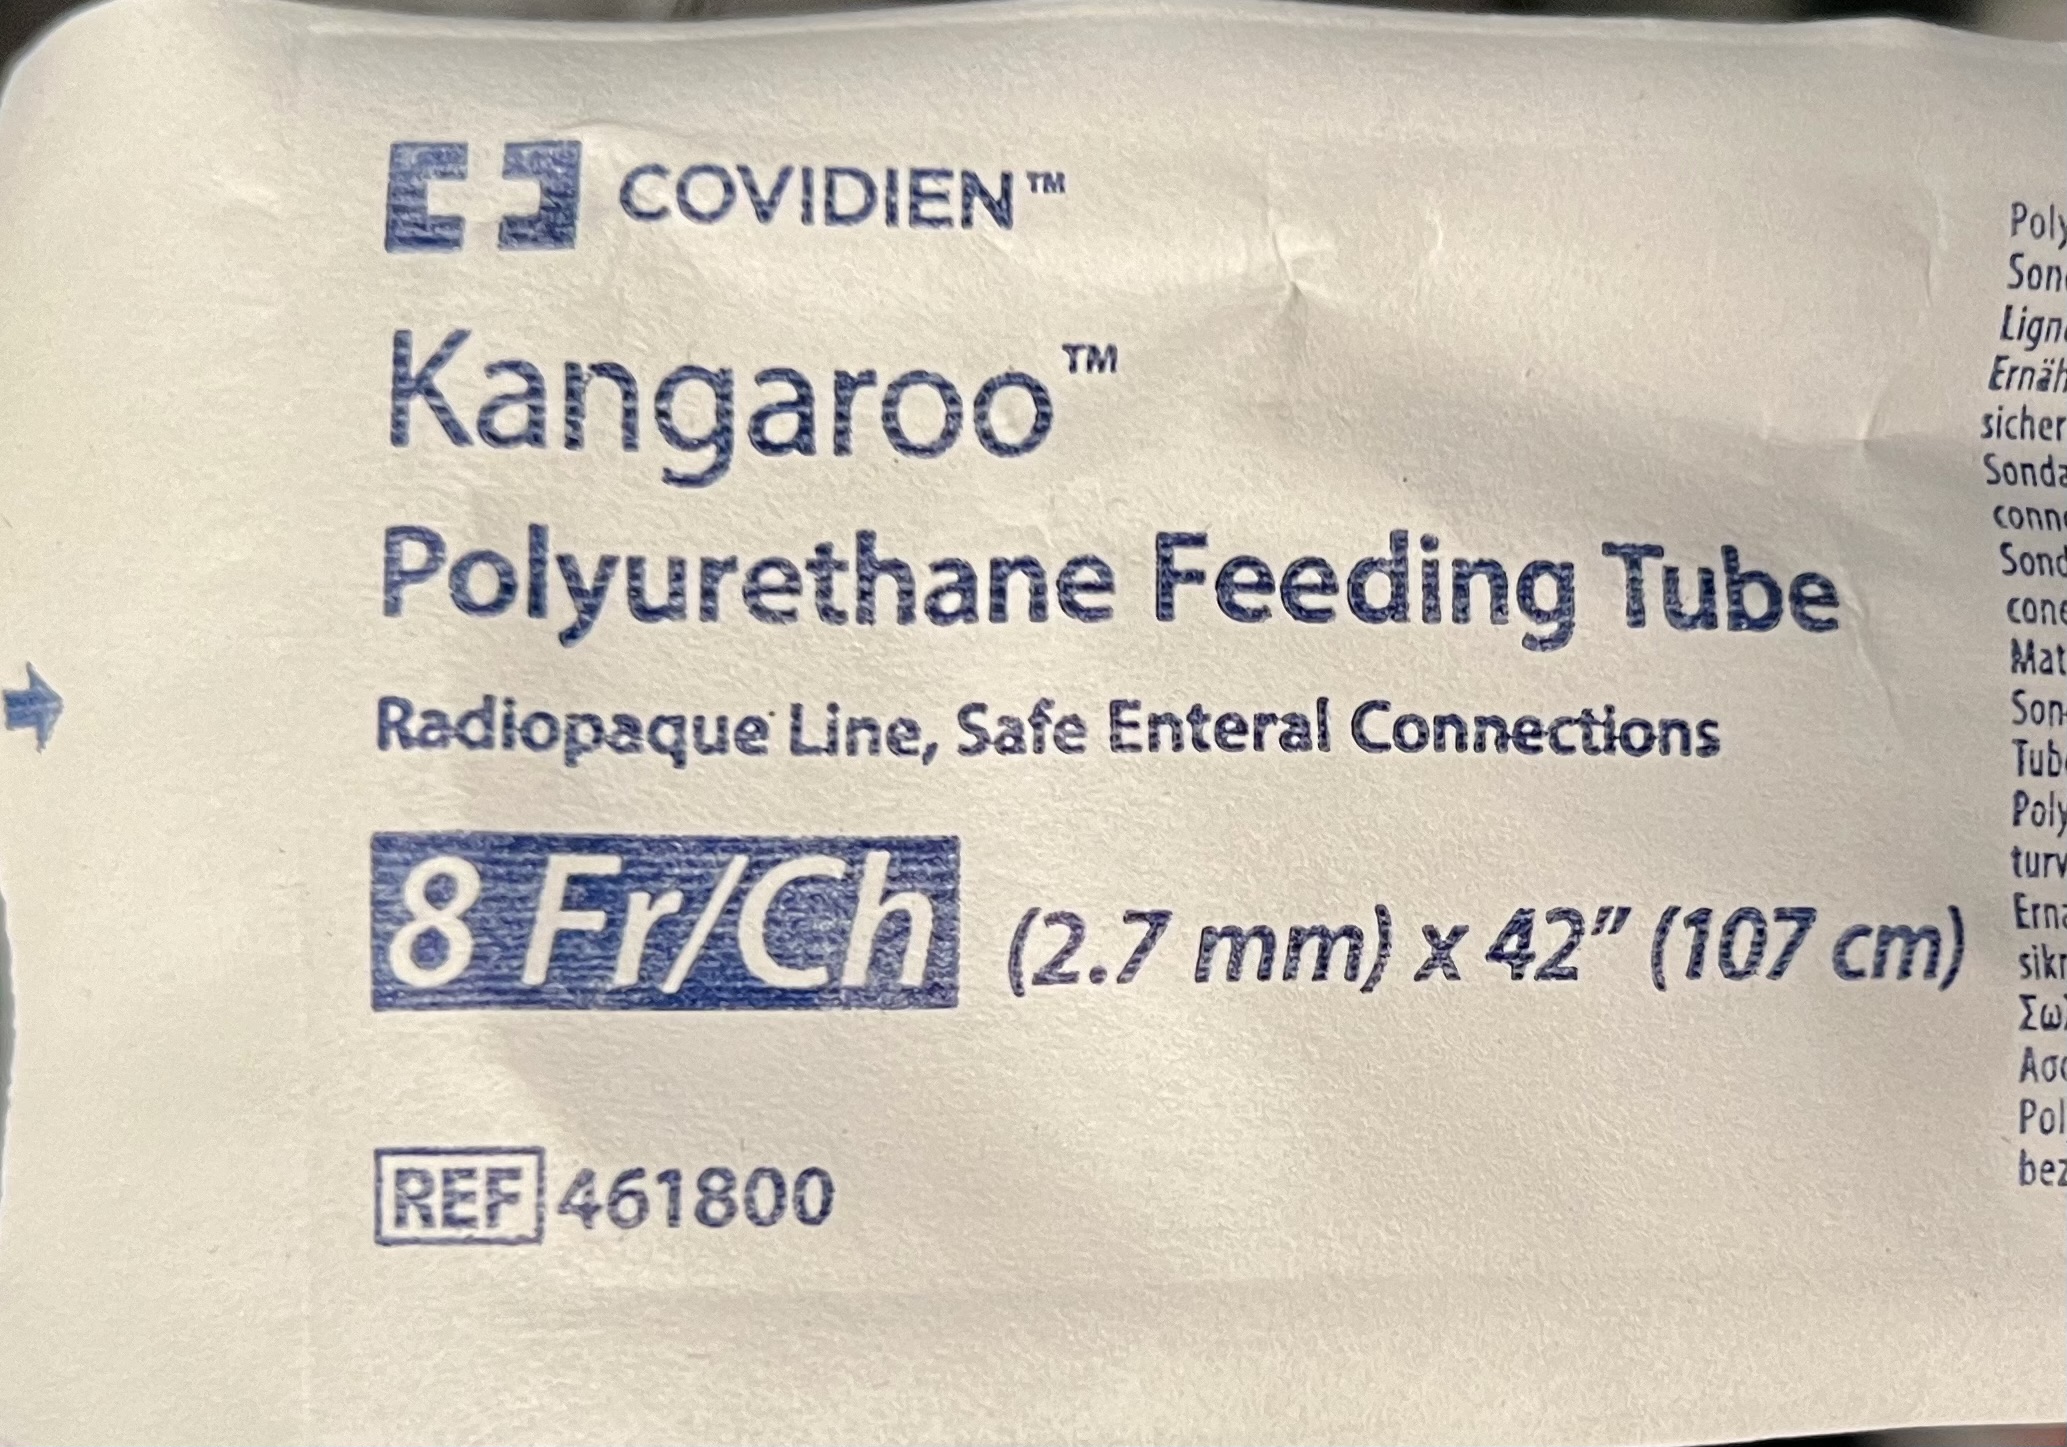 COVIDIEN™
Kangaroo™
Polyurethane Feeding Tube
Radiopaque Line, Safe Enteral Connections
8 Fr/Ch (2.7 mm) x 42” (107 cm)
REF 461800
sicher